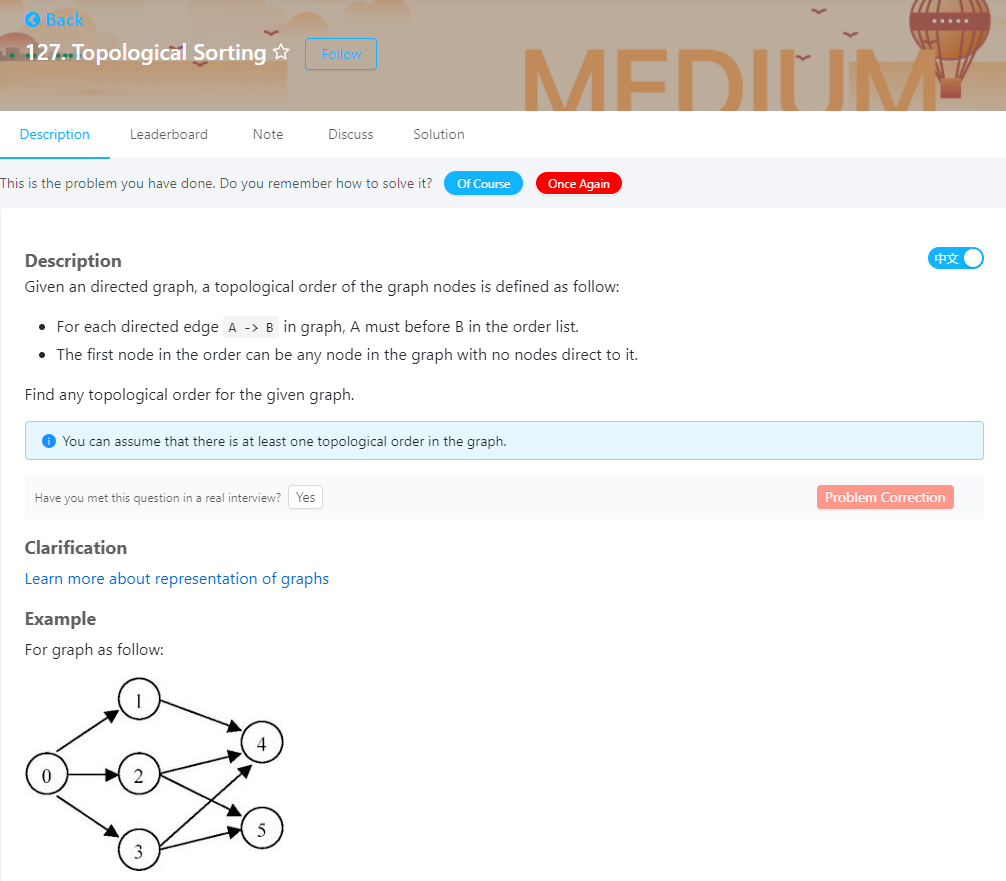 Back
127. Topological Sorting Follow
MEDIUM
Description Leaderboard Note Discuss Solution
This is the problem you have done. Do you remember how to solve it? Of Course Once Again
Description 中文
Given an directed graph, a topological order of the graph nodes is defined as follow:
For each directed edge A -> B in graph, A must before B in the order list.
The first node in the order can be any node in the graph with no nodes direct to it.
Find any topological order for the given graph.
You can assume that there is at least one topological order in the graph.
Have you met this question in a real interview? Yes Problem Correction
Clarification
Learn more about representation of graphs
Example
For graph as follow:
1
4
0 2
5
3